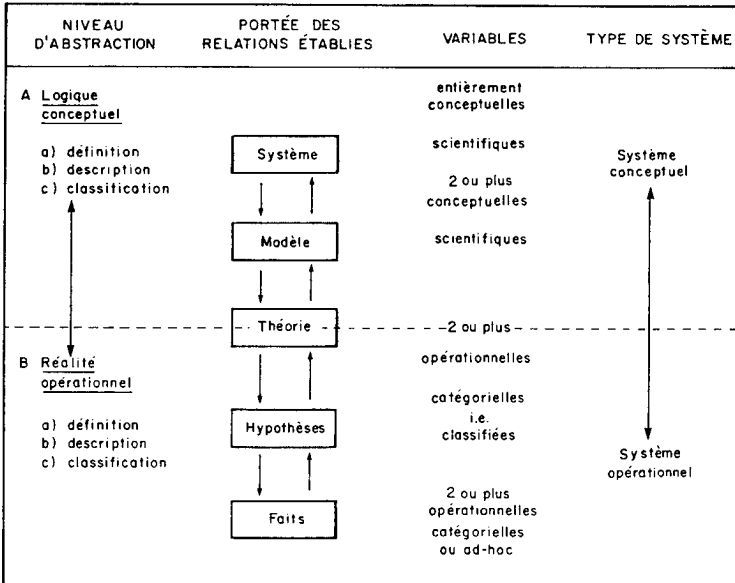 NIVEAU
D'ABSTRACTION
PORTÉE DES
RELATIONS ÉTABLIES
VARIABLES
TYPE DE SYSTÈME
A Logique
conceptuel
a) définition
b) description
c) classification
B Réalité
opérationnel
a) définition
b) description
c) classification
Système
Modèle
Théorie
Hypothèses
Faits
entièrement
conceptuelles
scientifiques
2 ou plus
conceptuelles
scientifiques
2 ou plus
opérationnelles
catégorielles
i.e.
classifiées
2 ou plus
opérationnelles
catégorielles
ou ad-hoc
Système
conceptuel
Système
opérationnel